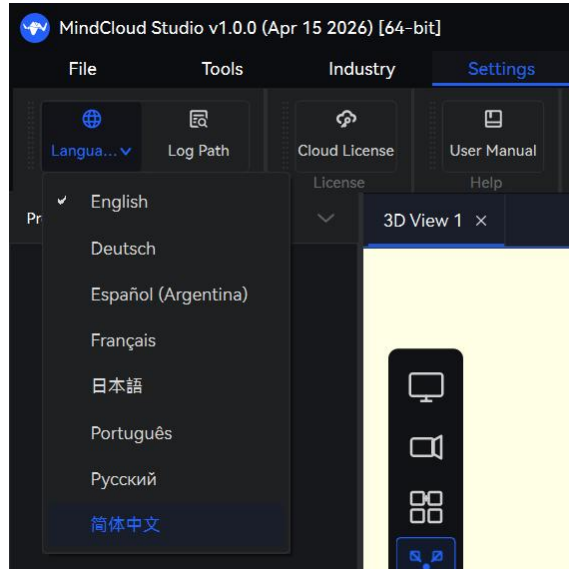 MindCloud Studio v1.0.0 (Apr 15 2026) [64-bit]
File Tools Industry Settings
Langua... Log Path Cloud License User Manual
License Help
Pr
3D View 1 ×
English
Deutsch
Español (Argentina)
Français
日本語
Português
Русский
简体中文